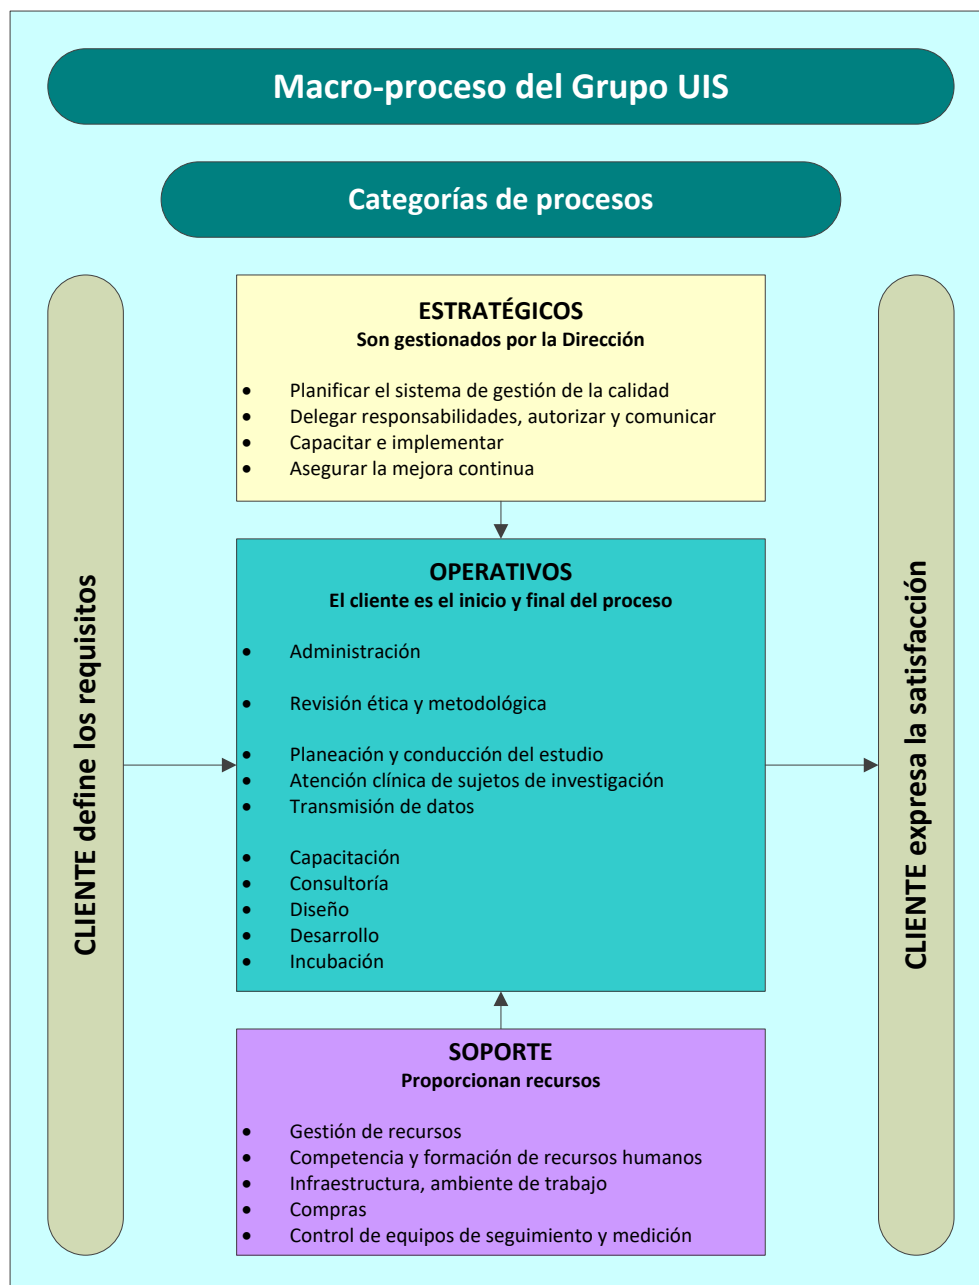 Macro-proceso del Grupo UIS
Categorías de procesos
CLIENTE define los requisitos
ESTRATÉGICOS
Son gestionados por la Dirección
• Planificar el sistema de gestión de la calidad
• Delegar responsabilidades, autorizar y comunicar
• Capacitar e implementar
• Asegurar la mejora continua
OPERATIVOS
El cliente es el inicio y final del proceso
• Administración
• Revisión ética y metodológica
• Planeación y conducción del estudio
• Atención clínica de sujetos de investigación
• Transmisión de datos
• Capacitación
• Consultoría
• Diseño
• Desarrollo
• Incubación
SOPORTE
Proporcionan recursos
• Gestión de recursos
• Competencia y formación de recursos humanos
• Infraestructura, ambiente de trabajo
• Compras
• Control de equipos de seguimiento y medición
CLIENTE expresa la satisfacción